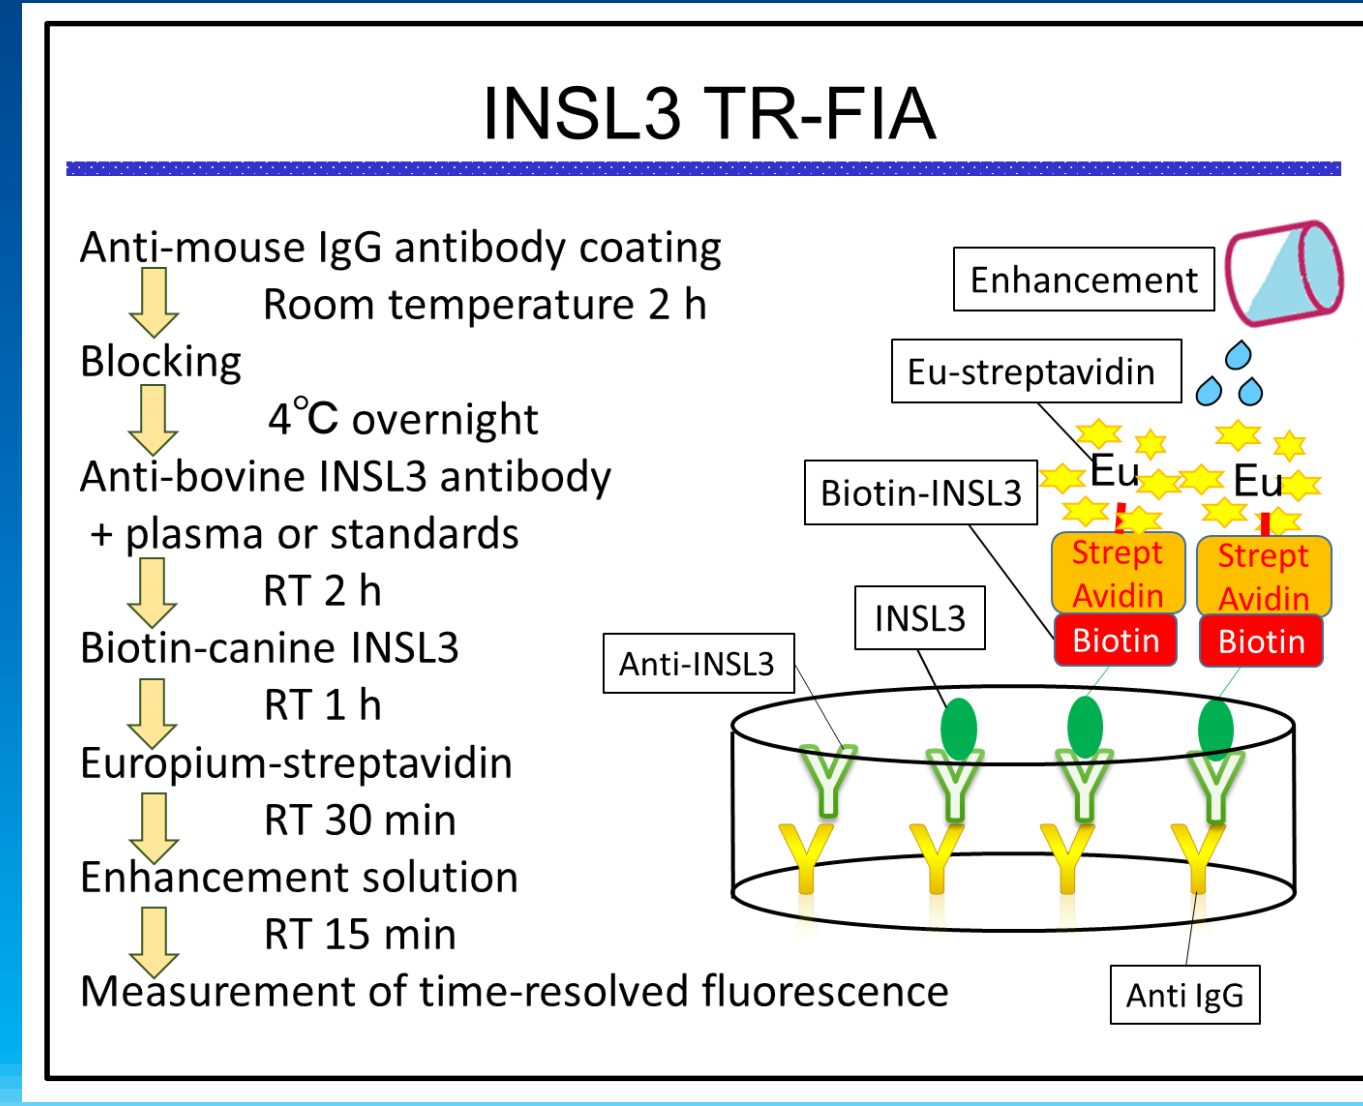 INSL3 TR-FIA
Anti-mouse IgG antibody coating
Room temperature 2 h
Blocking
4℃ overnight
Anti-bovine INSL3 antibody
+ plasma or standards
RT 2 h
Biotin-canine INSL3
RT 1 h
Europium-streptavidin
RT 30 min
Enhancement solution
RT 15 min
Measurement of time-resolved fluorescence
Enhancement
Eu-streptavidin
Biotin-INSL3
INSL3
Anti-INSL3
Eu
Strept
Avidin
Biotin
Eu
Strept
Avidin
Biotin
Anti IgG